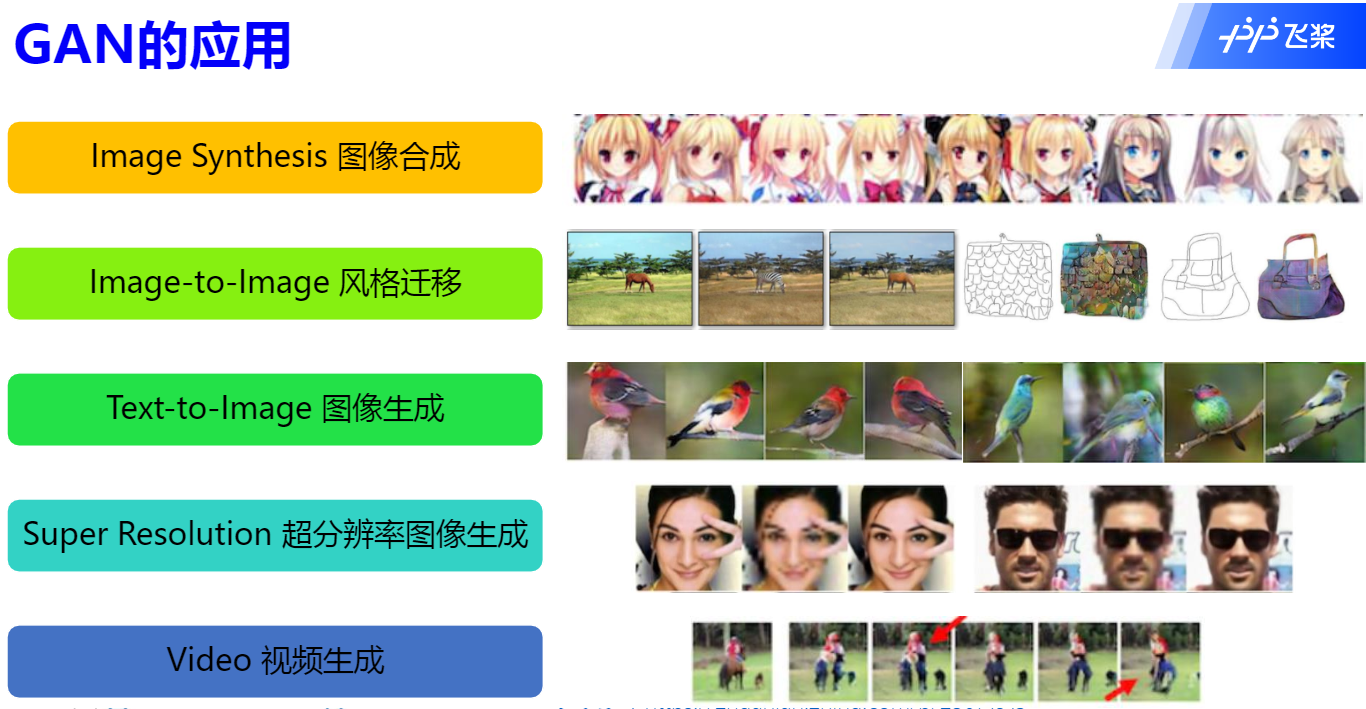 GAN的应用
飞桨
Image Synthesis 图像合成
Image-to-Image 风格迁移
Text-to-Image 图像生成
Super Resolution 超分辨率图像生成
Video 视频生成